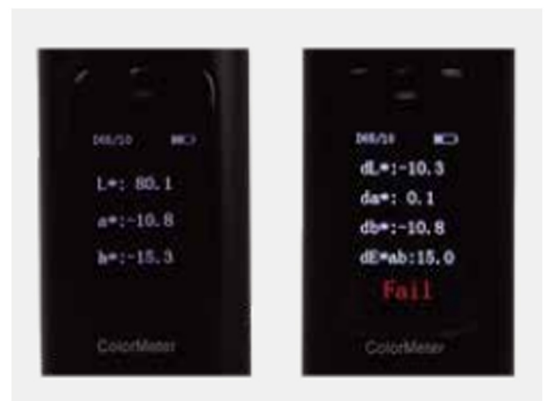 D65/10
L*: 80.1
a*:-10.8
b*:-15.3
ColorMeter
D65/10
dL*:-10.3
da*: 0.1
db*:-10.8
dE*ab:15.0
Fail
ColorMeter